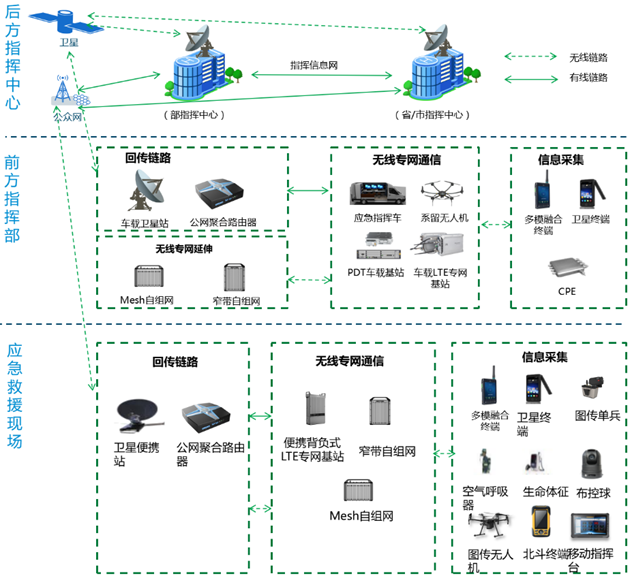 后方指挥中心
卫星
公众网
指挥信息网
（部指挥中心）
（省/市指挥中心）
无线链路
有线链路
前方指挥部
回传链路
车载卫星站
公网聚合路由器
无线专网延伸
Mesh自组网
窄带自组网
无线专网通信
应急指挥车
系留无人机
PDT车载基站
车载LTE专网
基站
信息采集
多模融合
终端
卫星终端
CPE
应急救援现场
回传链路
卫星便携
站
公网聚合路由
器
无线专网通信
便携背负式
LTE专网基站
窄带自组网
Mesh自组网
信息采集
多模融合
终端
卫星终
端
图传单兵
空气呼吸
器
生命体征
布控球
图传无人
机
北斗终端
移动指挥
台